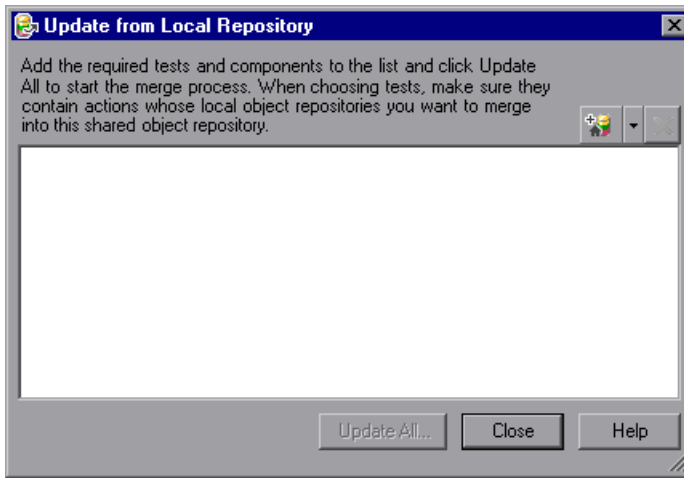 Update from Local Repository
Add the required tests and components to the list and click Update
All to start the merge process. When choosing tests, make sure they
contain actions whose local object repositories you want to merge
into this shared object repository.
Update All...
Close
Help